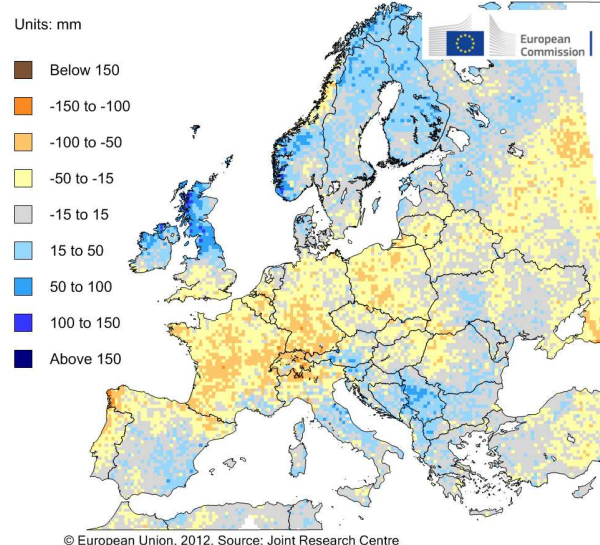 Units: mm
Below 150
-150 to -100
-100 to -50
-50 to -15
-15 to 15
15 to 50
50 to 100
100 to 150
Above 150
European
Commission
© European Union, 2012. Source: Joint Research Centre